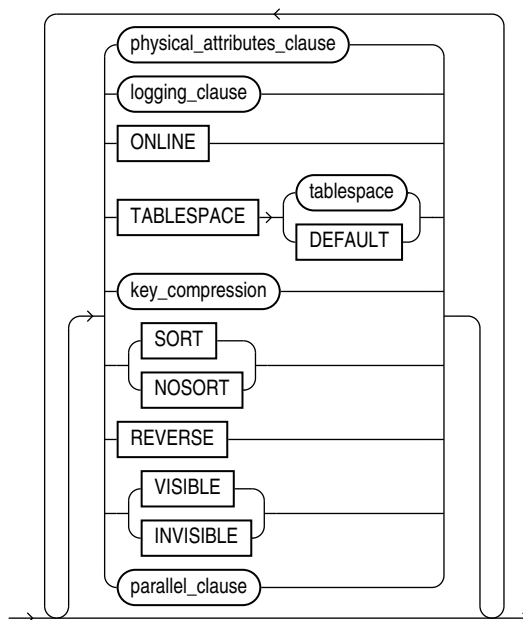 physical_attributes_clause
logging_clause
ONLINE
TABLESPACE
tablespace
DEFAULT
key_compression
SORT
NOSORT
REVERSE
VISIBLE
INVISIBLE
parallel_clause